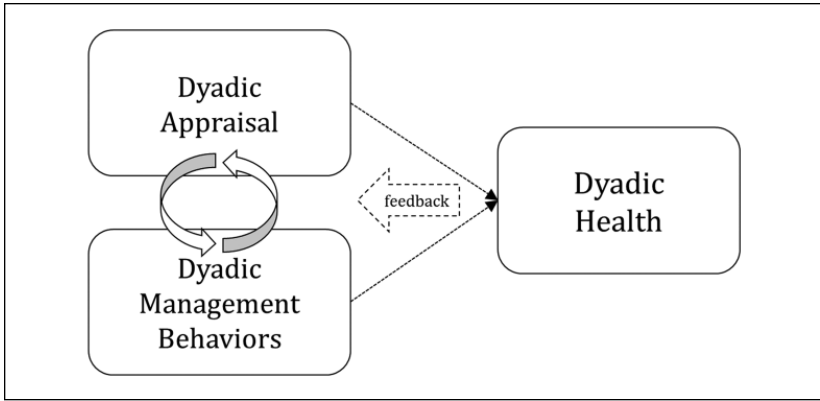 Dyadic
Appraisal
feedback
Dyadic
Health
Dyadic
Management
Behaviors